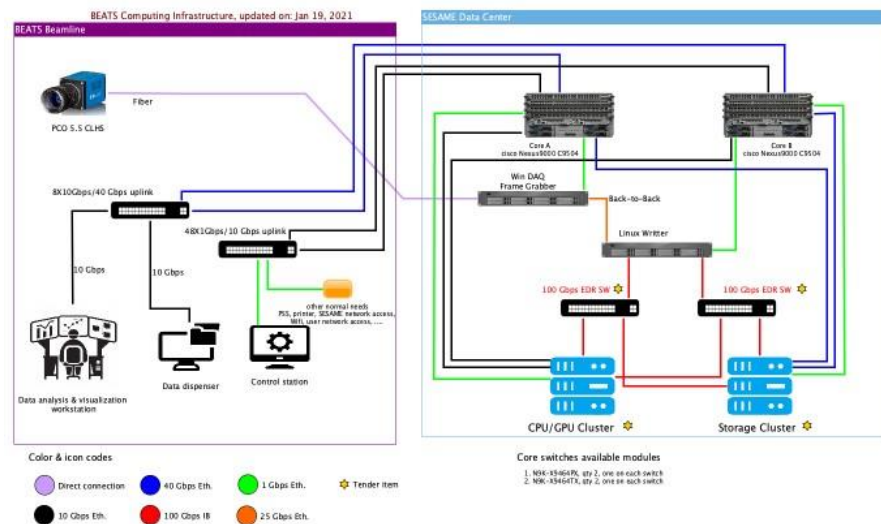 BEATS Computing Infrastructure, updated on: Jan 19, 2021
BEATS Beamline
SESAME Data Center
PCO 5.5 CLHS
Fiber
Core A
cisco Nexus9000 C9504
Core B
cisco Nexus9000 C9504
Win DAQ
Frame Grabber
Back-to-Back
8X10Gbps/40 Gbps uplink
48X1Gbps/10 Gbps uplink
Linux Writter
10 Gbps
10 Gbps
100 Gbps EDR SW
100 Gbps EDR SW
other normal needs
PSS, printer, SESAME network access,
Wifi, user network access, ....
Data analysis & visualization
workstation
Data dispenser
Control station
CPU/GPU Cluster
Storage Cluster
Color & icon codes
Direct connection
40 Gbps Eth.
1 Gbps Eth.
Tender item
10 Gbps Eth.
100 Gbps IB
25 Gbps Eth.
Core switches available modules
1. N9K-X9464PX, qty 2, one on each switch
2. N9K-X9464TX, qty 2, one on each switch